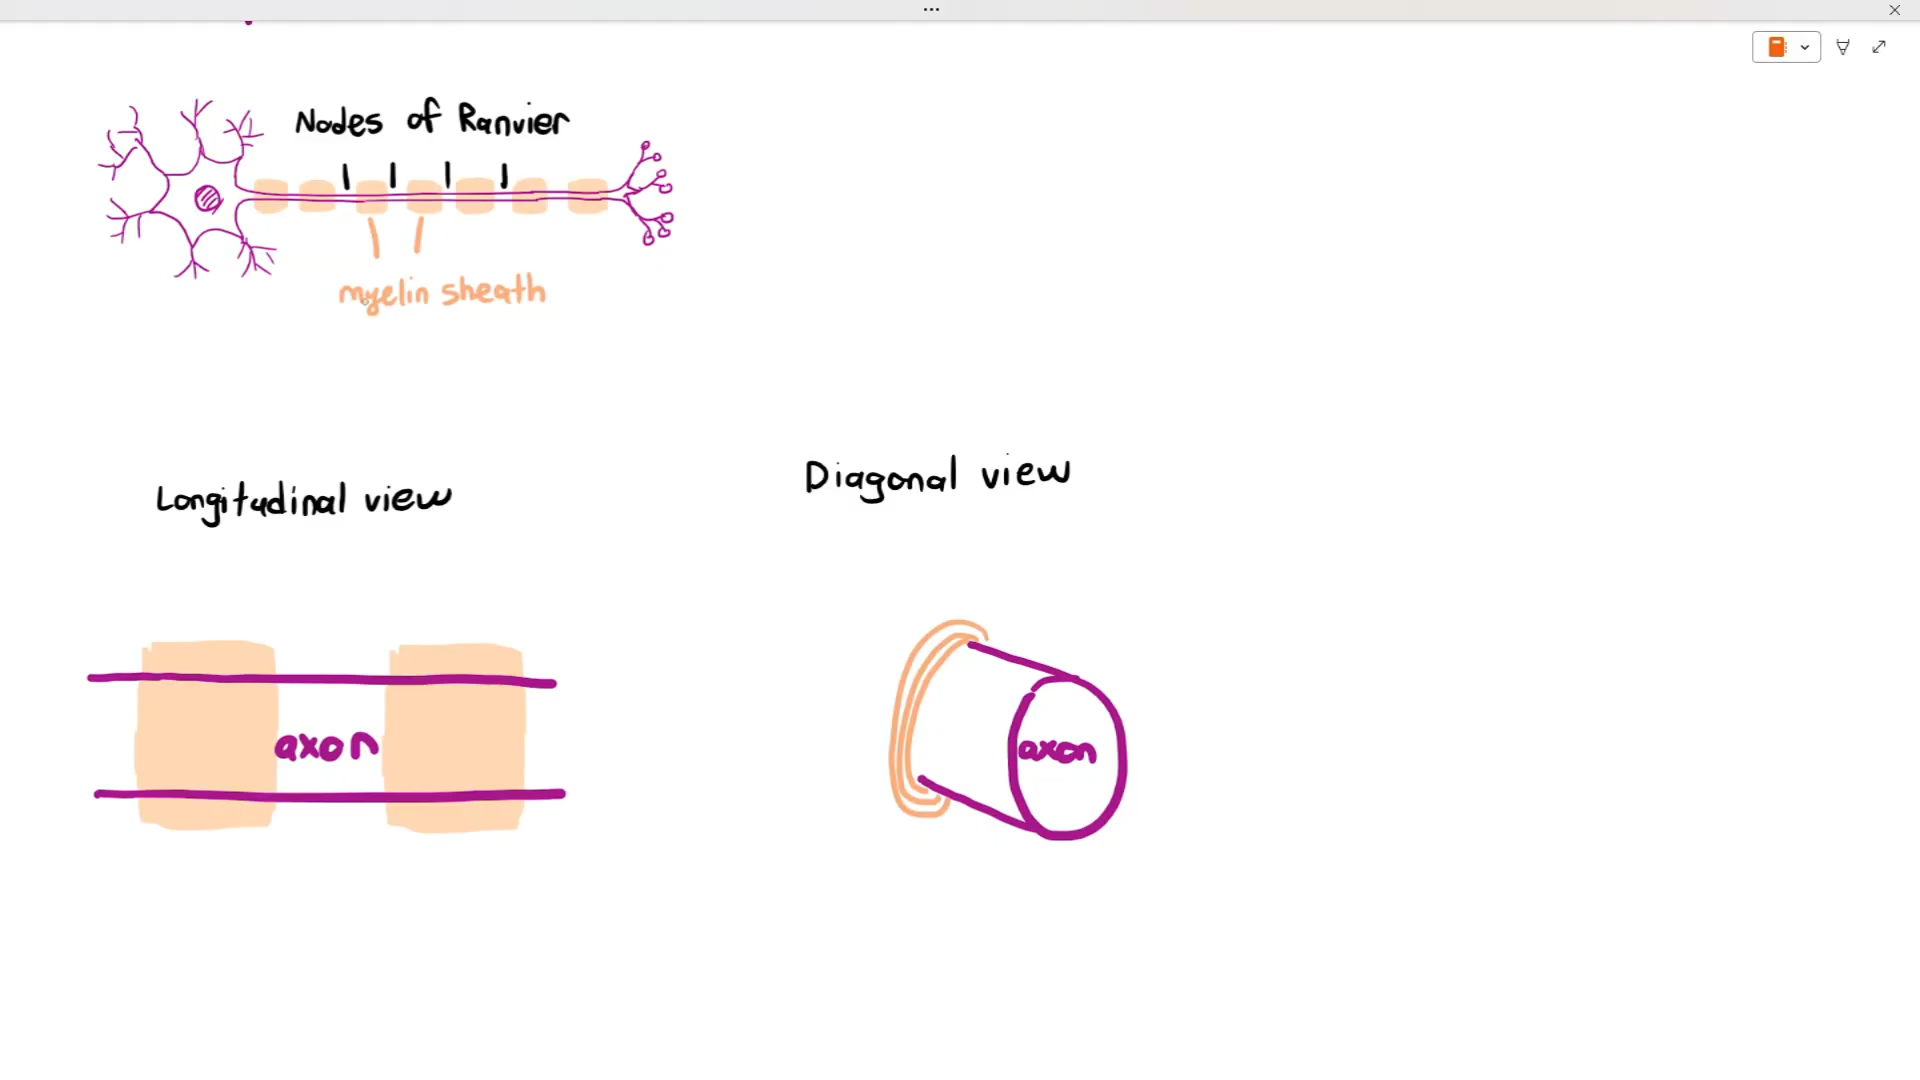 Nodes of Ranvier
myelin sheath
Longitudinal view
Diagonal view
axon
axon